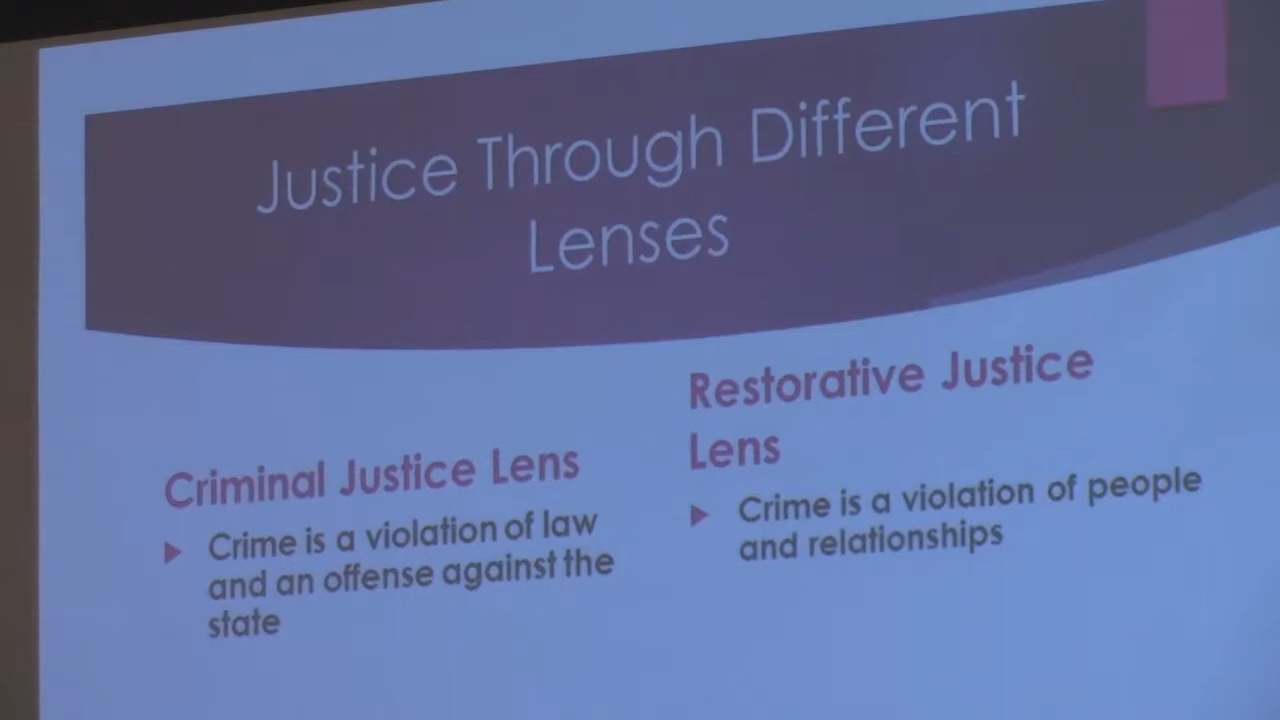 Justice Through Different
Lenses
Criminal Justice Lens
Crime is a violation of law
and an offense against the
state
Restorative Justice
Lens
Crime is a violation of people
and relationships